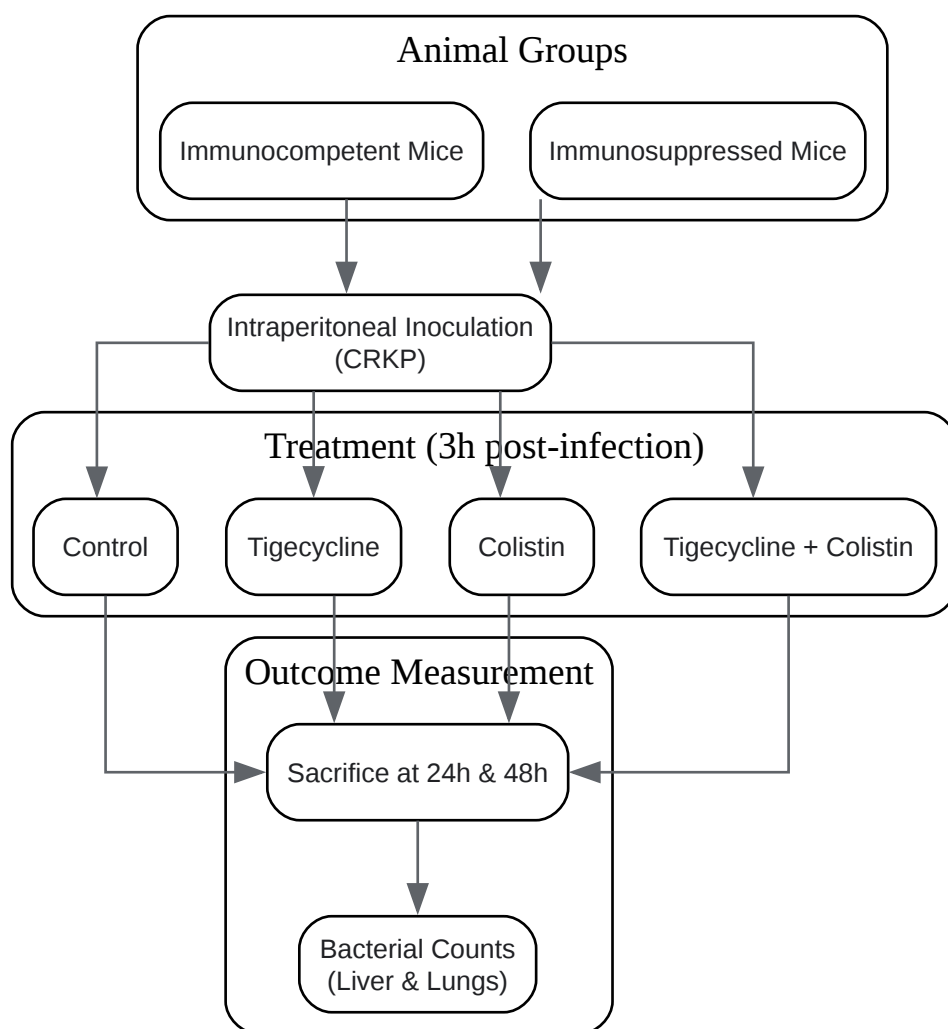 Animal Groups
Immunocompetent Mice
Immunosuppressed Mice
Intraperitoneal Inoculation
(CRKP)
Treatment (3h post-infection)
Control
Tigecycline
Colistin
Tigecycline + Colistin
Outcome Measurement
Sacrifice at 24h & 48h
Bacterial Counts
(Liver & Lungs)